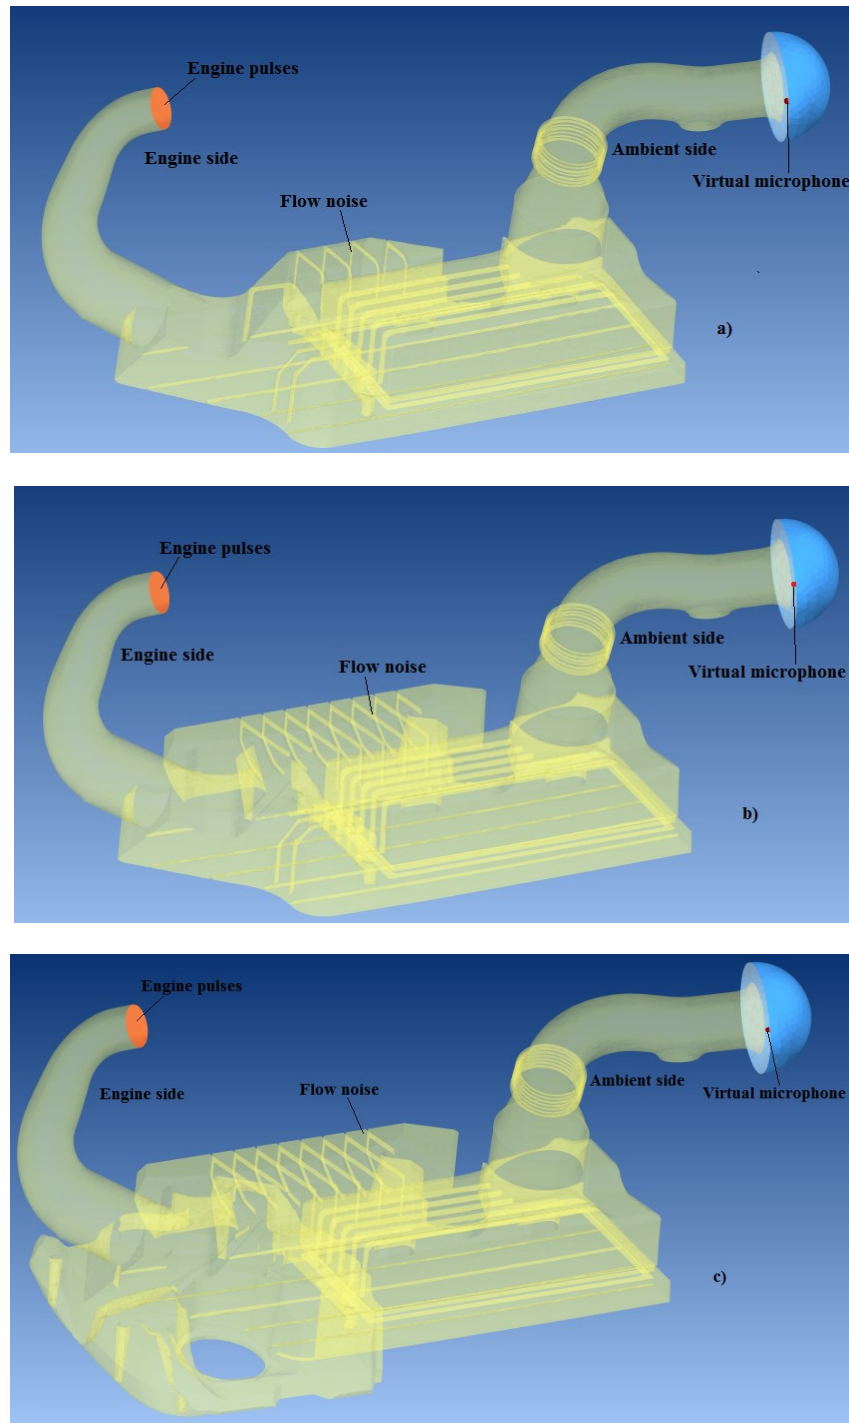 Engine pulses
Engine side
Ambient side
Virtual microphone
Flow noise
a)
Engine pulses
Engine side
Ambient side
Flow noise
Virtual microphone
b)
Engine pulses
Engine side
Flow noise
Ambient side
Virtual microphone
c)